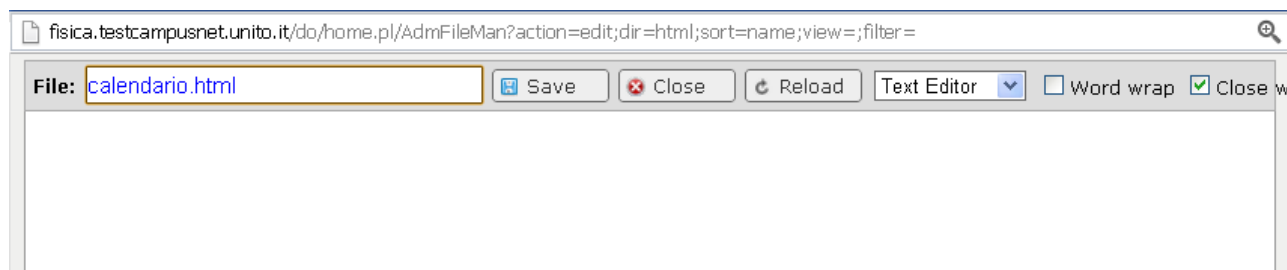 fisica.testcampusnet.unito.it/do/home.pl/AdmFileMan?action=edit;dir=html;sort=name;view=;filter=
File: calendario.html Save Close Reload Text Editor Word wrap Close w